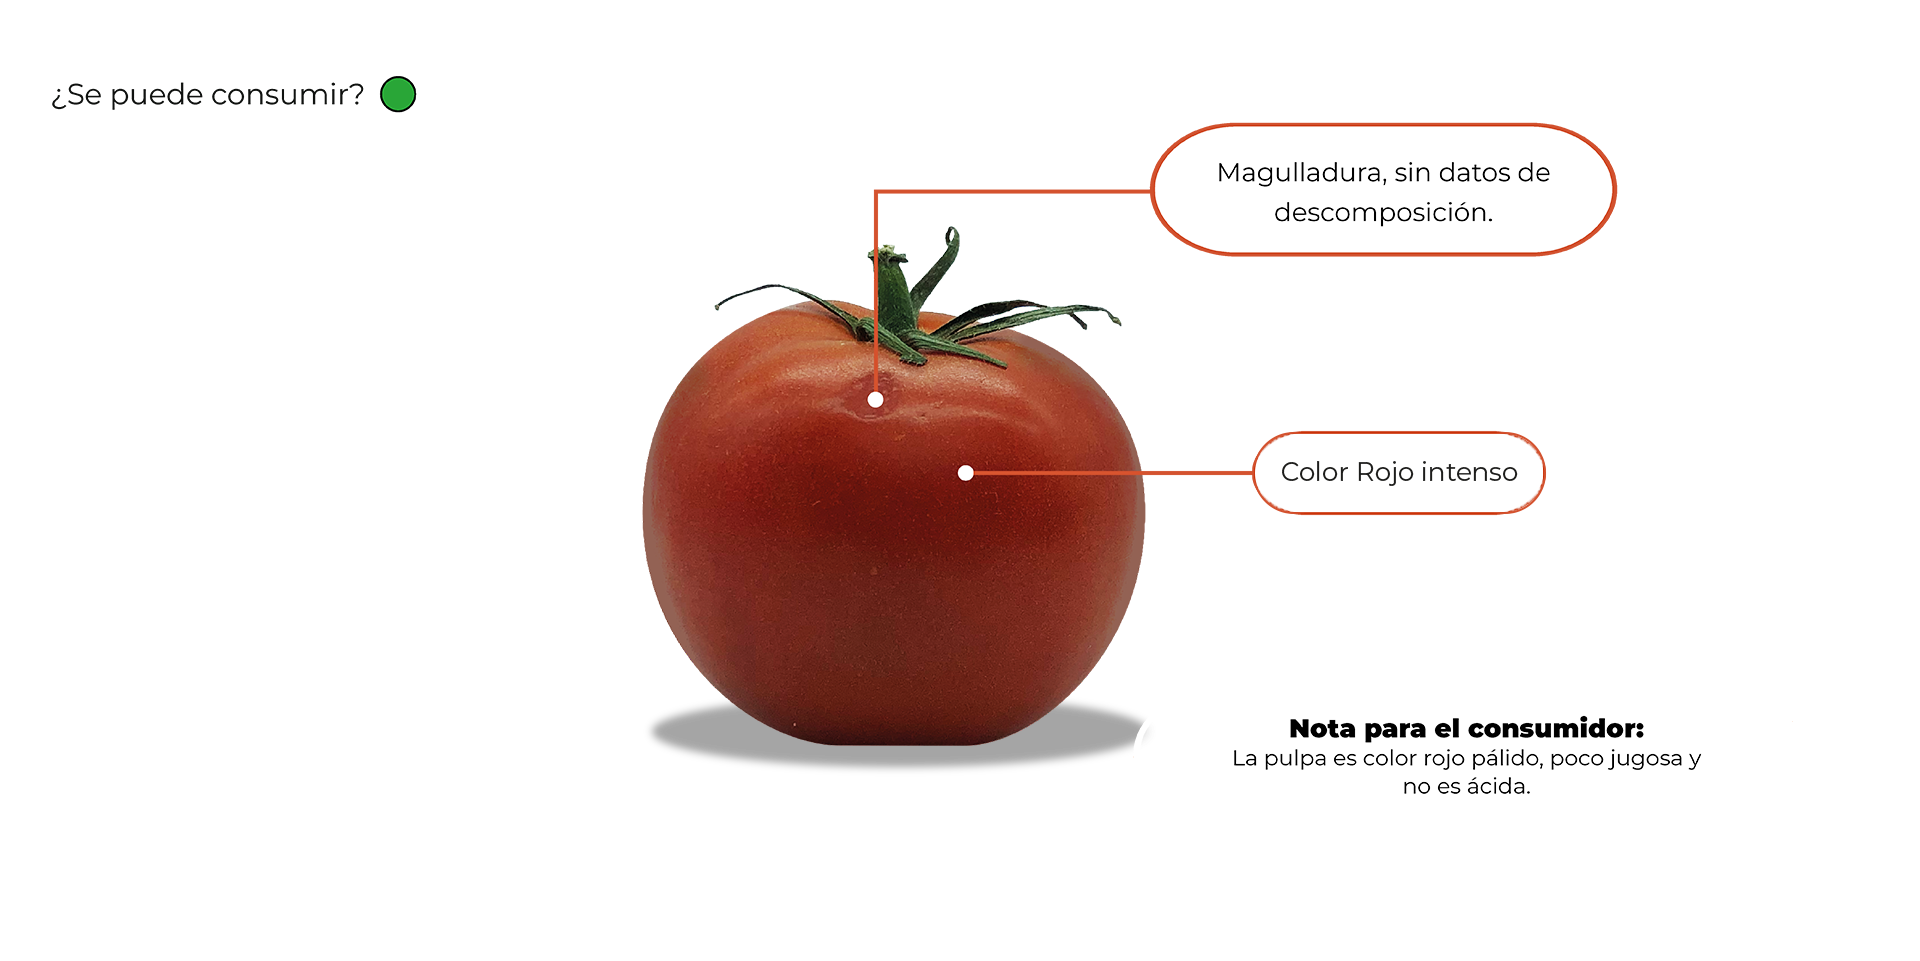 ¿Se puede consumir?
Magulladura, sin datos de
descomposición.
Color Rojo intenso
Nota para el consumidor:
La pulpa es color rojo pálido, poco jugosa y
no es ácida.